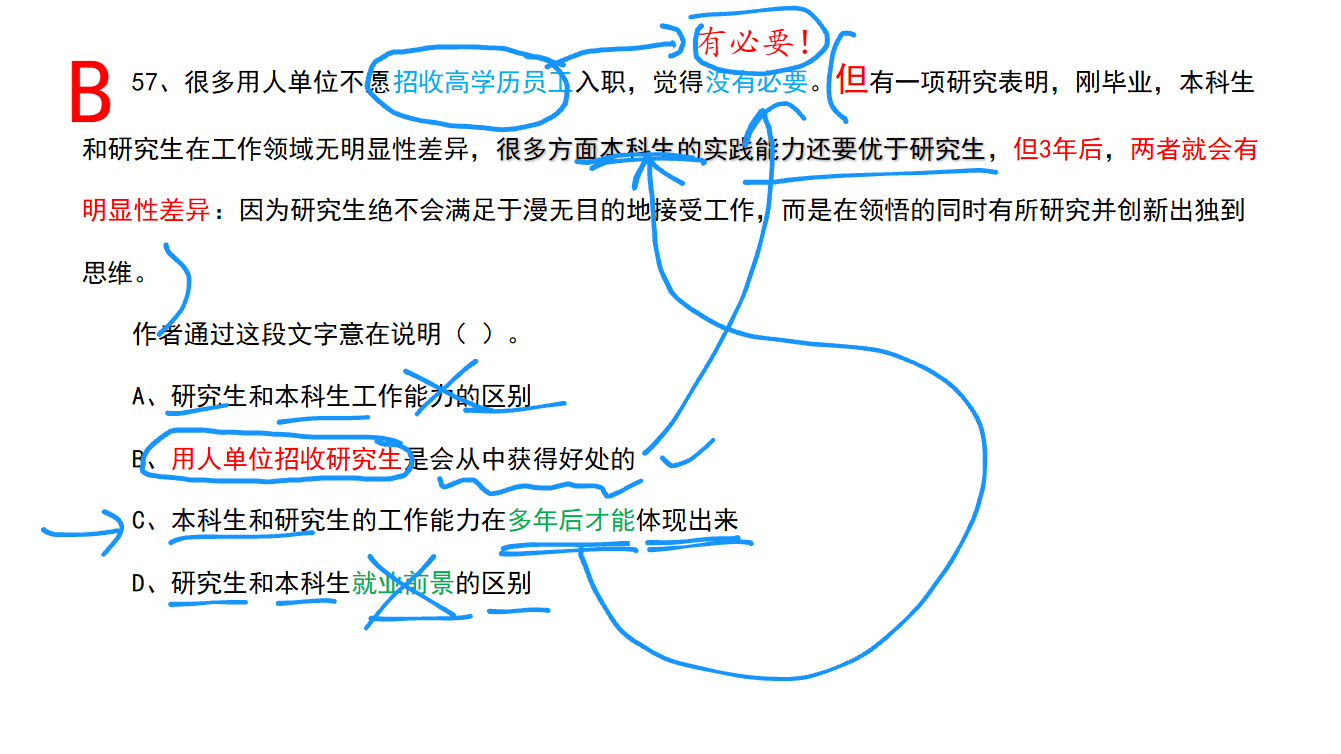 有必要!
B
57、很多用人单位不愿招收高学历员工入职，觉得没有必要。但有一项研究表明，刚毕业，本科生
和研究生在工作领域无明显性差异，很多方面本科生的实践能力还要优于研究生，但3年后，两者就会有
明显性差异：因为研究生绝不会满足于漫无目的地接受工作，而是在领悟的同时有所研究并创新出独到
思维。
作者通过这段文字意在说明（ ）。
A、研究生和本科生工作能力的区别
B、用人单位招收研究生是会从中获得好处的
C、本科生和研究生的工作能力在多年后才能体现出来
D、研究生和本科生就业前景的区别